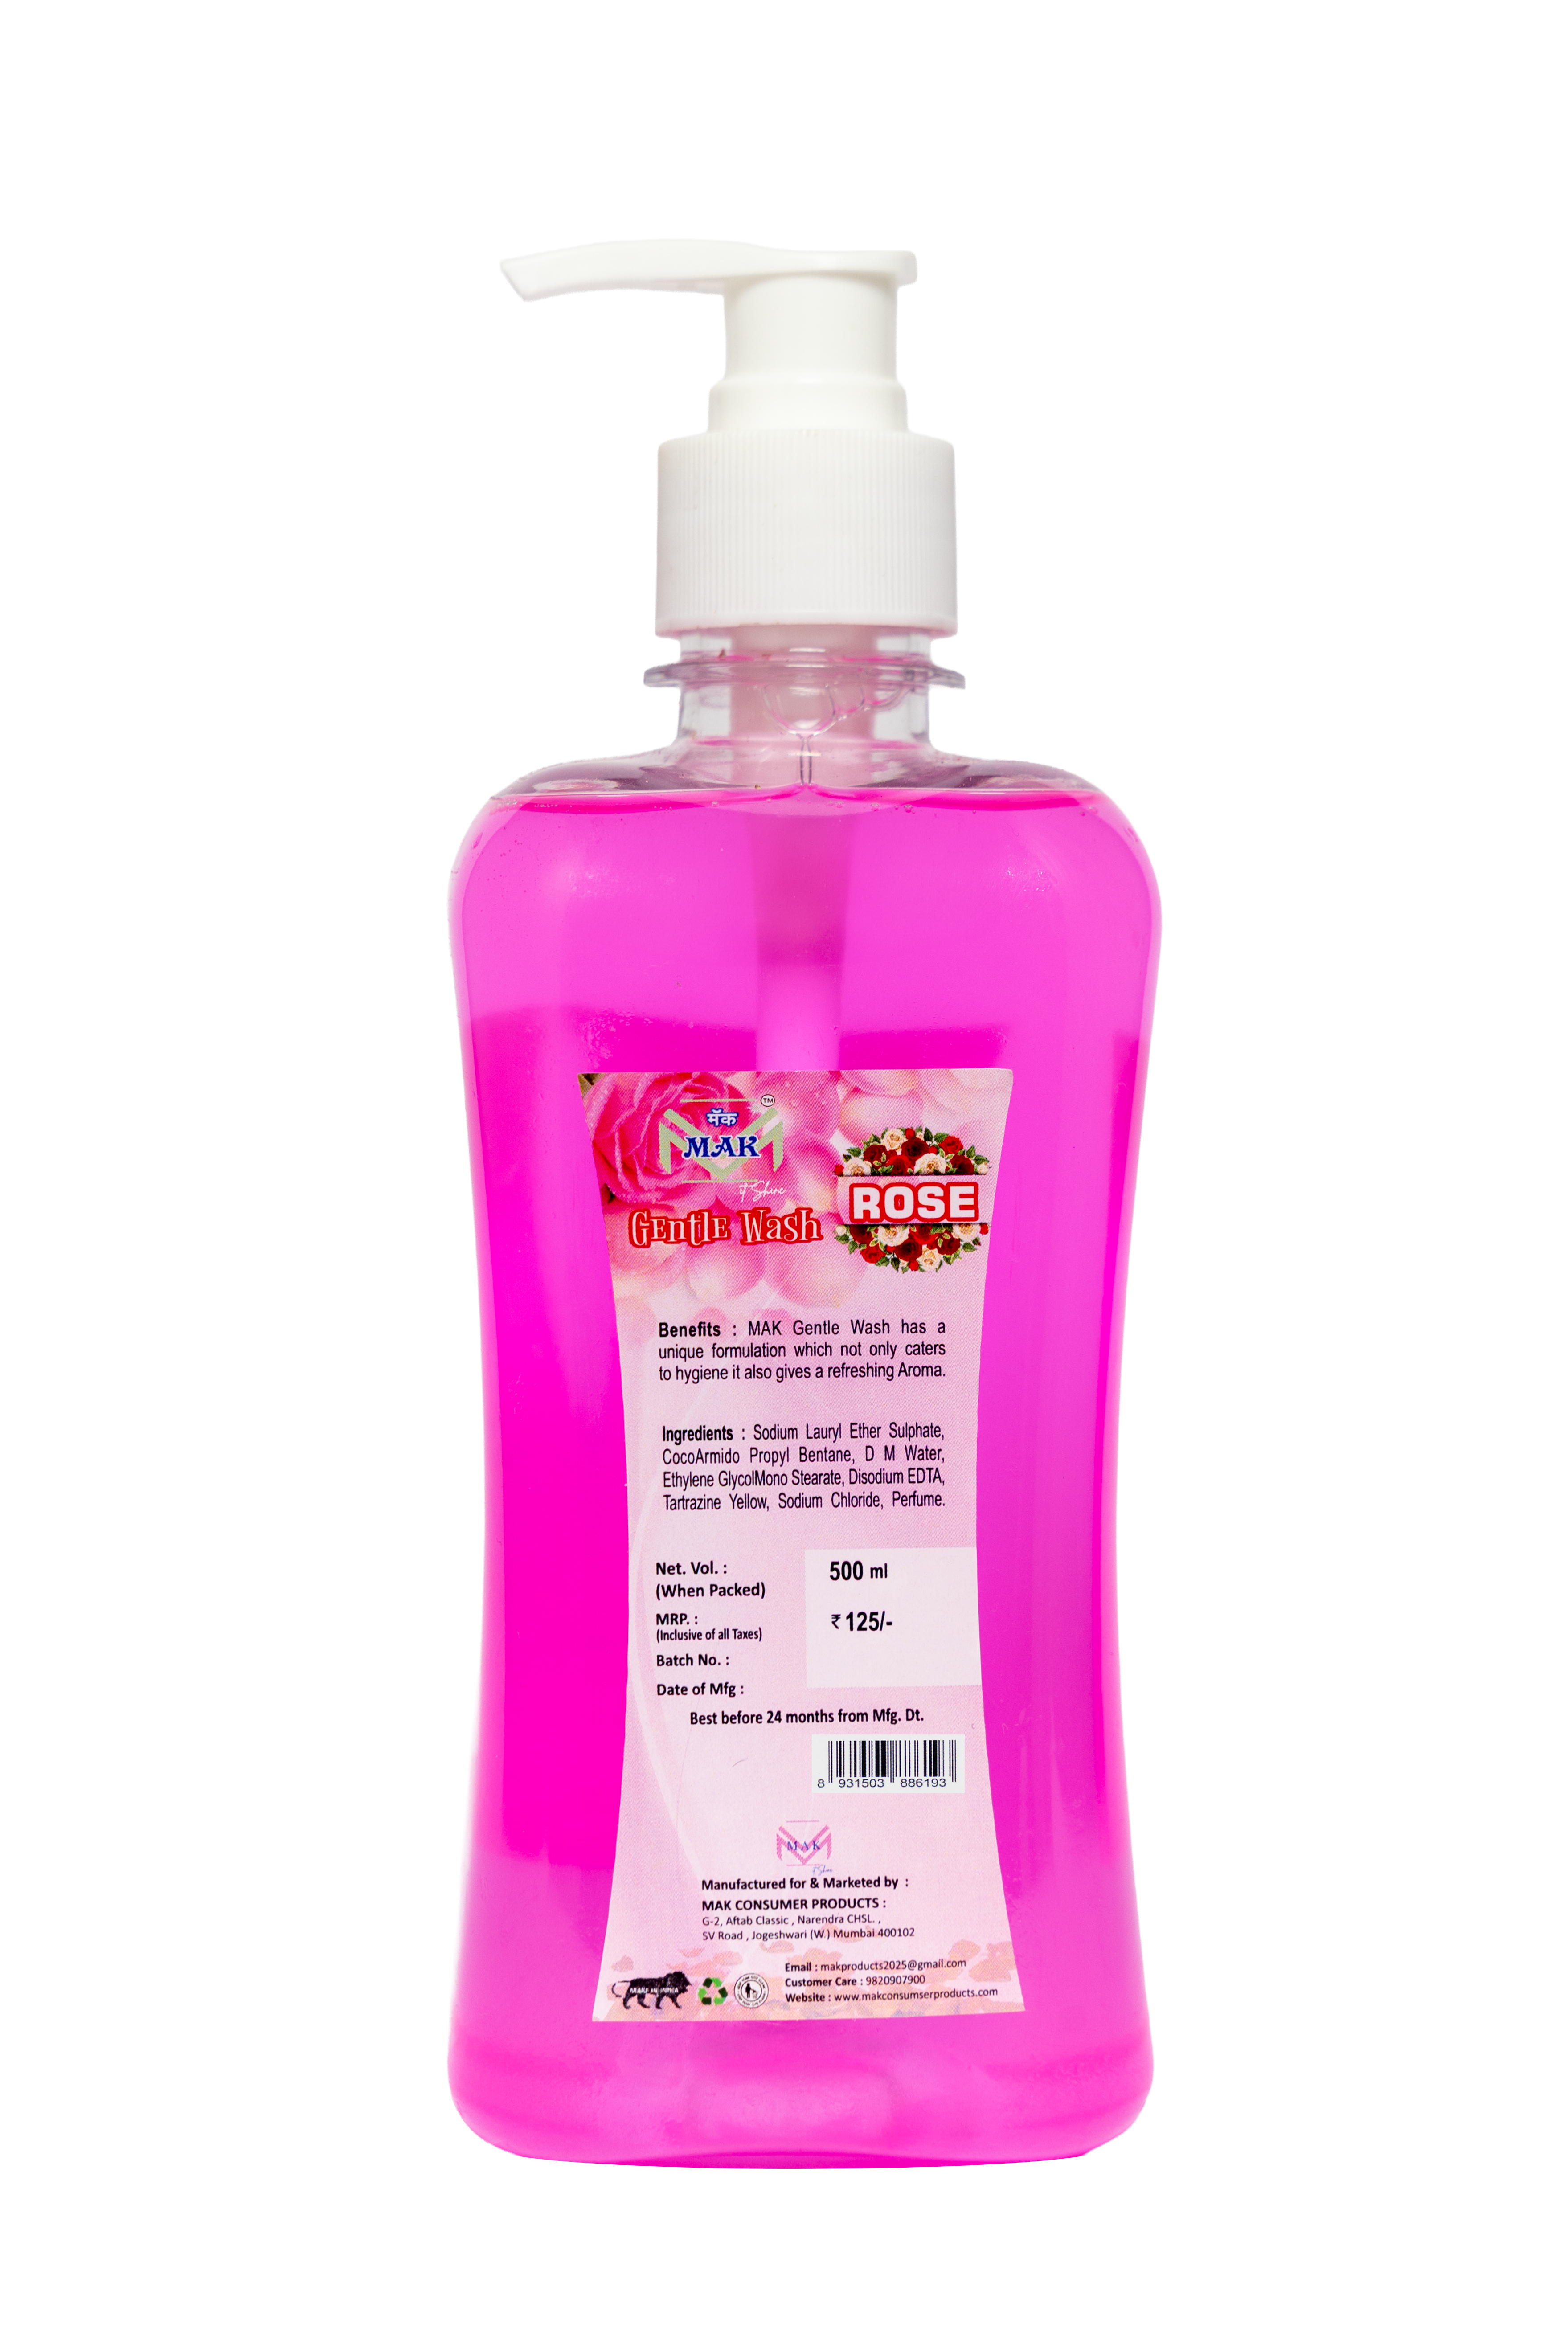 TM
मॅक
MAK
it Shine
Gentle Wash
ROSE
Benefits : MAK Gentle Wash has a
unique formulation which not only caters
to hygiene it also gives a refreshing Aroma.
Ingredients : Sodium Lauryl Ether Sulphate,
CocoArmido Propyl Bentane, D M Water,
Ethylene GlycolMono Stearate, Disodium EDTA,
Tartrazine Yellow, Sodium Chloride, Perfume.
Net. Vol. : 500 ml
(When Packed)
MRP. : ₹ 125/-
(Inclusive of all Taxes)
Batch No. :
Date of Mfg :
Best before 24 months from Mfg. Dt.
8 931503 886193
MAK
Manufactured for & Marketed by :
MAK CONSUMER PRODUCTS :
G-2, Aftab Classic , Narendra CHSL. ,
SV Road , Jogeshwari (W.) Mumbai 400102
MAKE IN INDIA
Email : makproducts2025@gmail.com
Customer Care : 9820907900
Website : www.makconsumserproducts.com